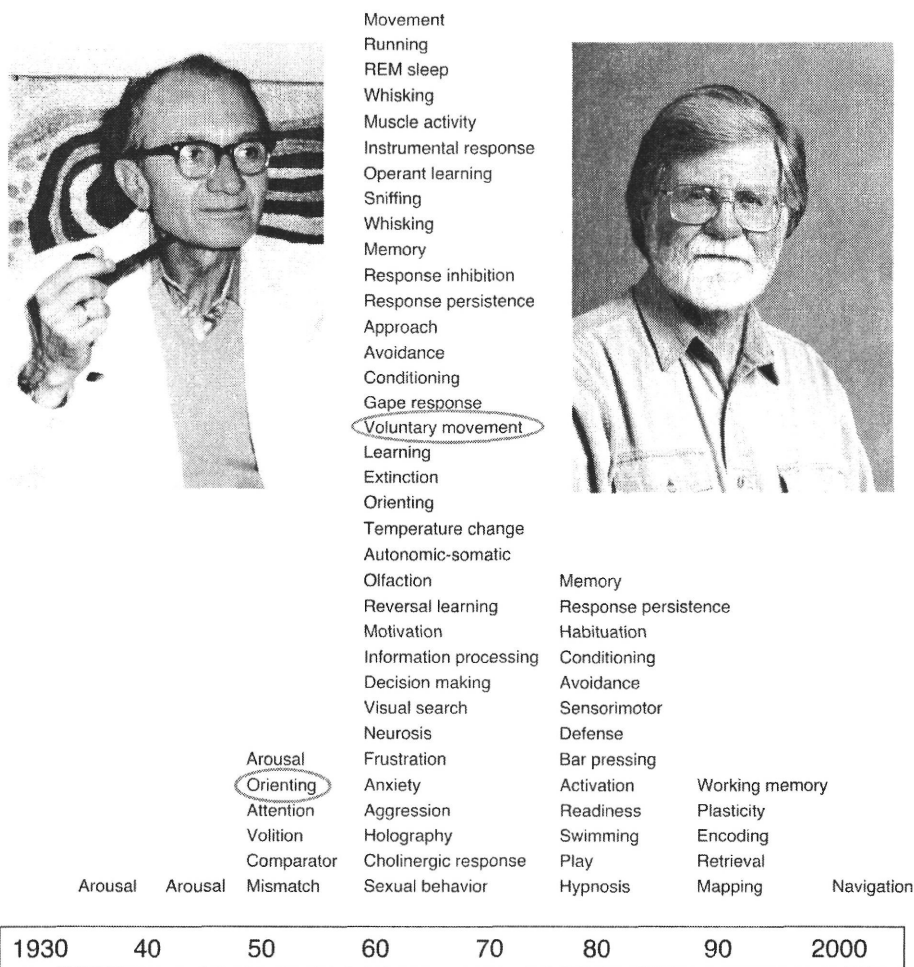 Movement
Running
REM sleep
Whisking
Muscle activity
Instrumental response
Operant learning
Sniffing
Whisking
Memory
Response inhibition
Response persistence
Approach
Avoidance
Conditioning
Gape response
Voluntary movement
Learning
Extinction
Orienting
Temperature change
Autonomic-somatic
Olfaction Memory
Reversal learning Response persistence
Motivation Habituation
Information processing Conditioning
Decision making Avoidance
Visual search Sensorimotor
Neurosis Defense
Arousal Frustration Bar pressing
Orienting Anxiety Activation Working memory
Attention Aggression Readiness Plasticity
Volition Holography Swimming Encoding
Comparator Cholinergic response Play Retrieval
Arousal Arousal Mismatch Sexual behavior Hypnosis Mapping Navigation
1930 40 50 60 70 80 90 2000